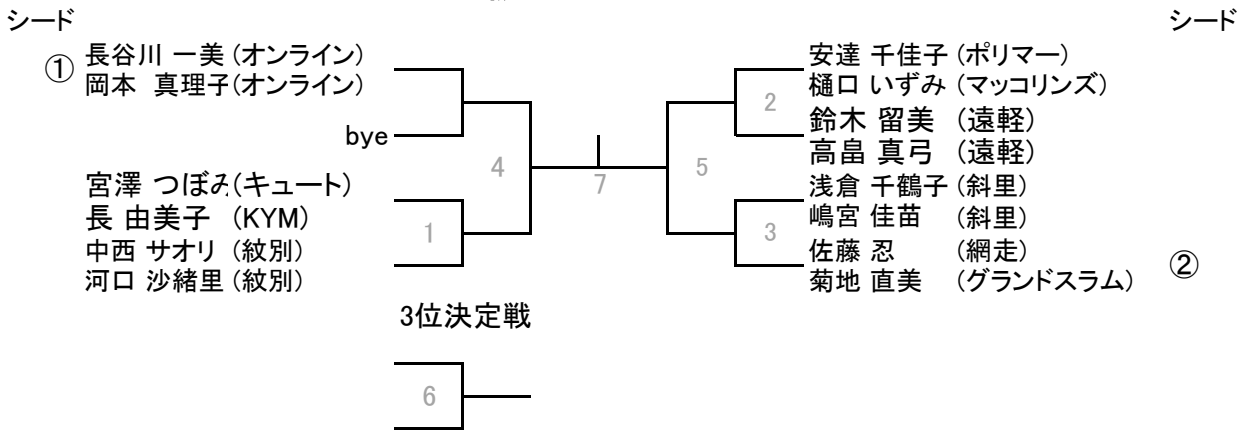 シード
シード
① 長谷川 一美 (オンライン)
岡本 真理子(オンライン)
bye
宮澤 つぼみ(キュート)
長 由美子 (KYM)
中西 サオリ (紋別)
河口 沙緒里 (紋別)
1
4
7
安達 千佳子 (ポリマー)
樋口 いずみ (マッコリンズ)
鈴木 留美 (遠軽)
高畠 真弓 (遠軽)
浅倉 千鶴子 (斜里)
嶋宮 佳苗 (斜里)
佐藤 忍 (網走)
菊地 直美 (グランドスラム)
②
2
5
3
3位決定戦
6